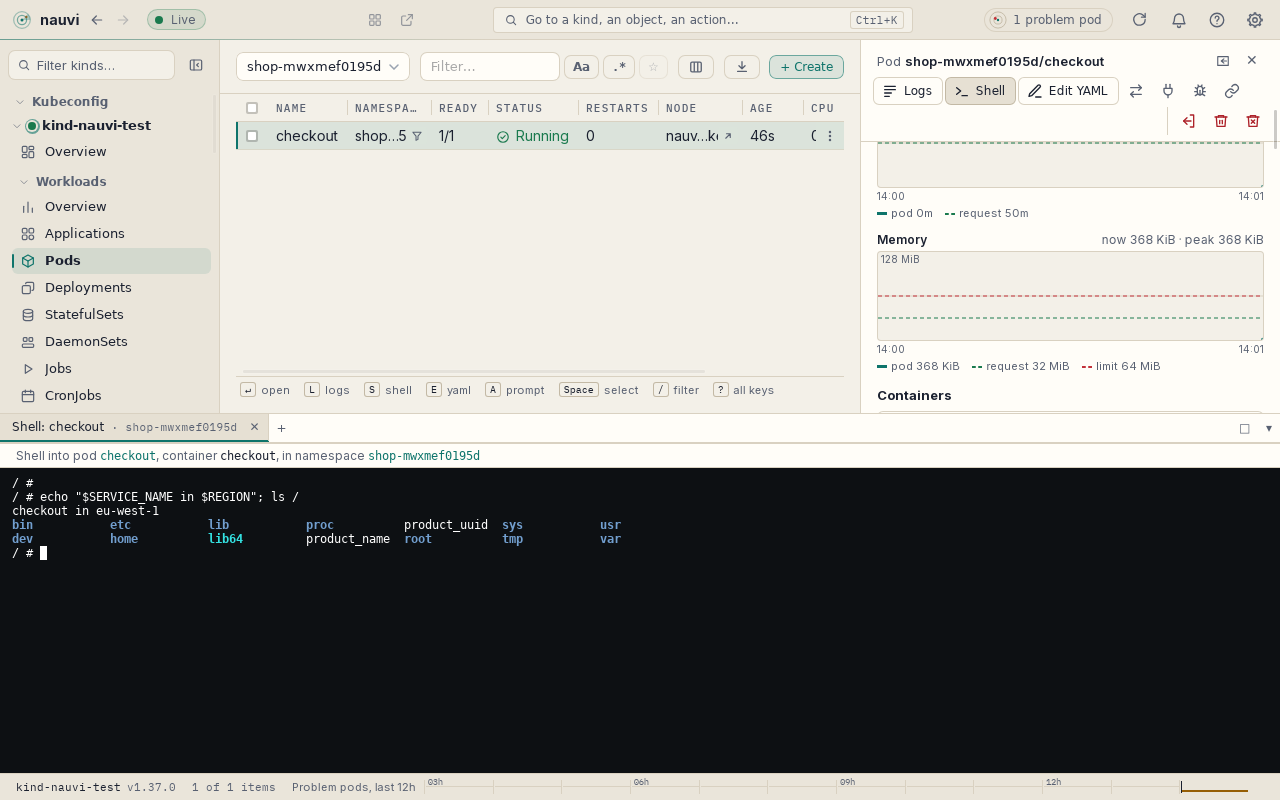 nauvi
Live
Go to a kind, an object, an action...
Ctrl+K
1 problem pod
Filter kinds...
Kubeconfig
kind-nauvi-test
Overview
Workloads
Overview
Applications
Pods
Deployments
StatefulSets
DaemonSets
Jobs
CronJobs
shop-mwxmef0195d
Filter...
Aa
.*
+ Create
NAME NAMESPA... READY STATUS RESTARTS NODE AGE CPU
checkout shop...5 1/1 Running 0 nauv...k 46s
↵ open L logs S shell E yaml A prompt Space select / filter ? all keys
Pod shop-mwxmef0195d/checkout
Logs
Shell
Edit YAML
14:00 14:01
pod 0m request 50m
Memory now 368 KiB · peak 368 KiB
128 MiB
14:00 14:01
pod 368 KiB request 32 MiB limit 64 MiB
Containers
Shell: checkout · shop-mwxmef0195d
Shell into pod checkout, container checkout, in namespace shop-mwxmef0195d
/ #
/ # echo "$SERVICE_NAME in $REGION"; ls /
checkout in eu-west-1
bin etc lib proc product_uuid sys usr
dev home lib64 product_name root tmp var
/ #
kind-nauvi-test v1.37.0 1 of 1 items Problem pods, last 12h 03h 06h 09h 12h